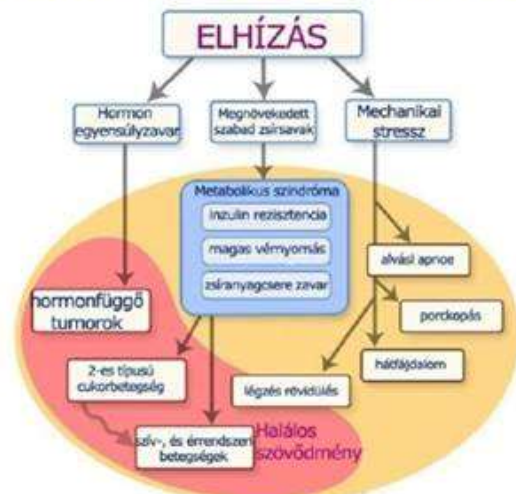 ELHÍZÁS
Hormon
egyensúlyzavar
Megnövekedett
szabad zsírsavak
Mechanikai
stressz
Metabolikus szindróma
inzulin rezisztencia
magas vérnyomás
zsíranyagcsere zavar
alvási apnoe
hormonfüggő
tumorok
porckopás
2-es típusú
cukorbetegség
légzés rövidülés
hátfájdalom
szív-, és érrendszeri
betegségek
Halálos
szövődmény